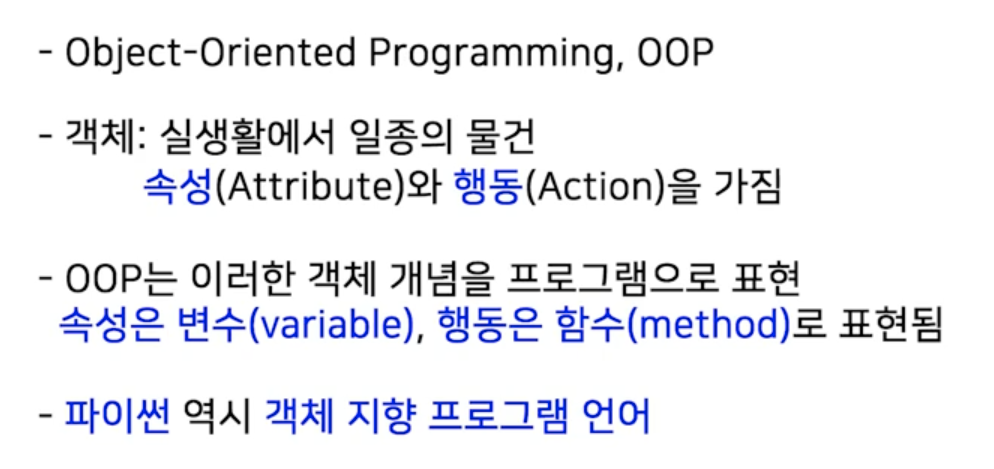 - Object-Oriented Programming, OOP
- 객체: 실생활에서 일종의 물건
속성(Attribute)와 행동(Action)을 가짐
- OOP는 이러한 객체 개념을 프로그램으로 표현
속성은 변수(variable), 행동은 함수(method)로 표현됨
- 파이썬 역시 객체 지향 프로그램 언어